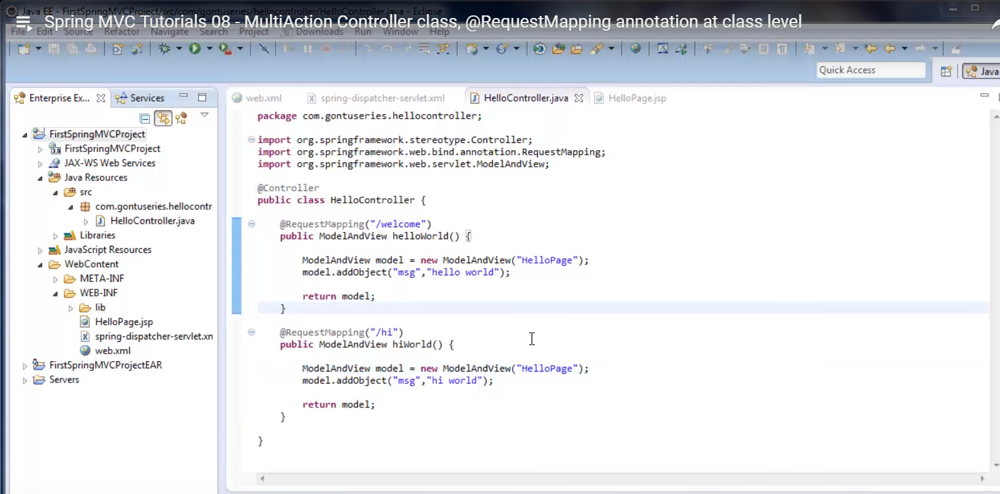 Java EE - FirstSpringMVCProject/src/com/gontuseries/hellocontroller/HelloController.java - Eclipse
Spring MVC Tutorials 08 - MultiAction Controller class, @RequestMapping annotation at class level
File Edit Source Refactor Navigate Search Project Downloads Run Window Help
Quick Access
Java
Enterprise Ex... Services
web.xml spring-dispatcher-servlet.xml HelloController.java HelloPage.jsp
FirstSpringMVCProject
FirstSpringMVCProject
JAX-WS Web Services
Java Resources
src
com.gontuseries.hellocontr
HelloController.java
Libraries
JavaScript Resources
WebContent
META-INF
WEB-INF
lib
HelloPage.jsp
spring-dispatcher-servlet.xn
web.xml
FirstSpringMVCProjectEAR
Servers
package com.gontuseries.hellocontroller;
import org.springframework.stereotype.Controller;
import org.springframework.web.bind.annotation.RequestMapping;
import org.springframework.web.servlet.ModelAndView;
@Controller
public class HelloController {
@RequestMapping("/welcome")
public ModelAndView helloWorld() {
ModelAndView model = new ModelAndView("HelloPage");
model.addObject("msg","hello world");
return model;
}
@RequestMapping("/hi")
public ModelAndView hiWorld() {
ModelAndView model = new ModelAndView("HelloPage");
model.addObject("msg","hi world");
return model;
}
}